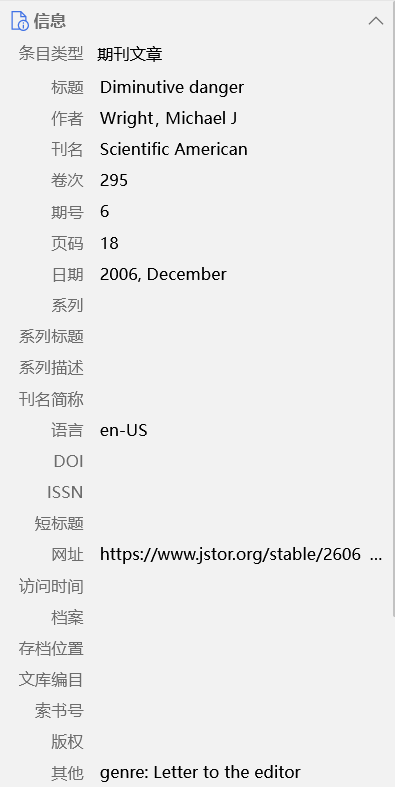 信息
条目类型 期刊文章
标题 Diminutive danger
作者 Wright, Michael J
刊名 Scientific American
卷次 295
期号 6
页码 18
日期 2006, December
系列
系列标题
系列描述
刊名简称
语言 en-US
DOI
ISSN
短标题
网址 https://www.jstor.org/stable/2606 ...
访问时间
档案
存档位置
文库编目
索书号
版权
其他 genre: Letter to the editor